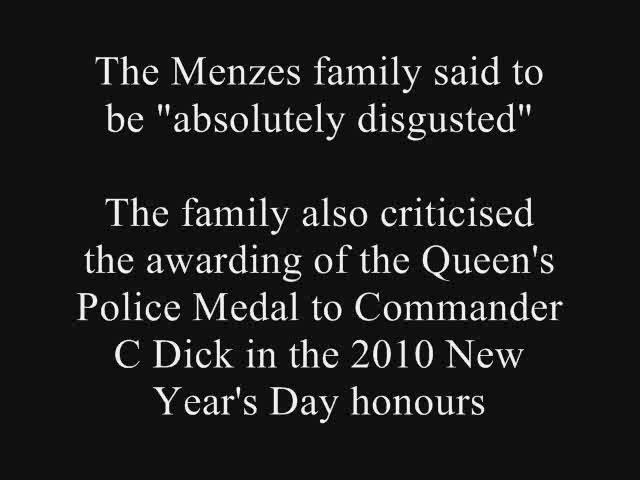 The Menzes family said to
be "absolutely disgusted"
The family also criticised
the awarding of the Queen's
Police Medal to Commander
C Dick in the 2010 New
Year's Day honours